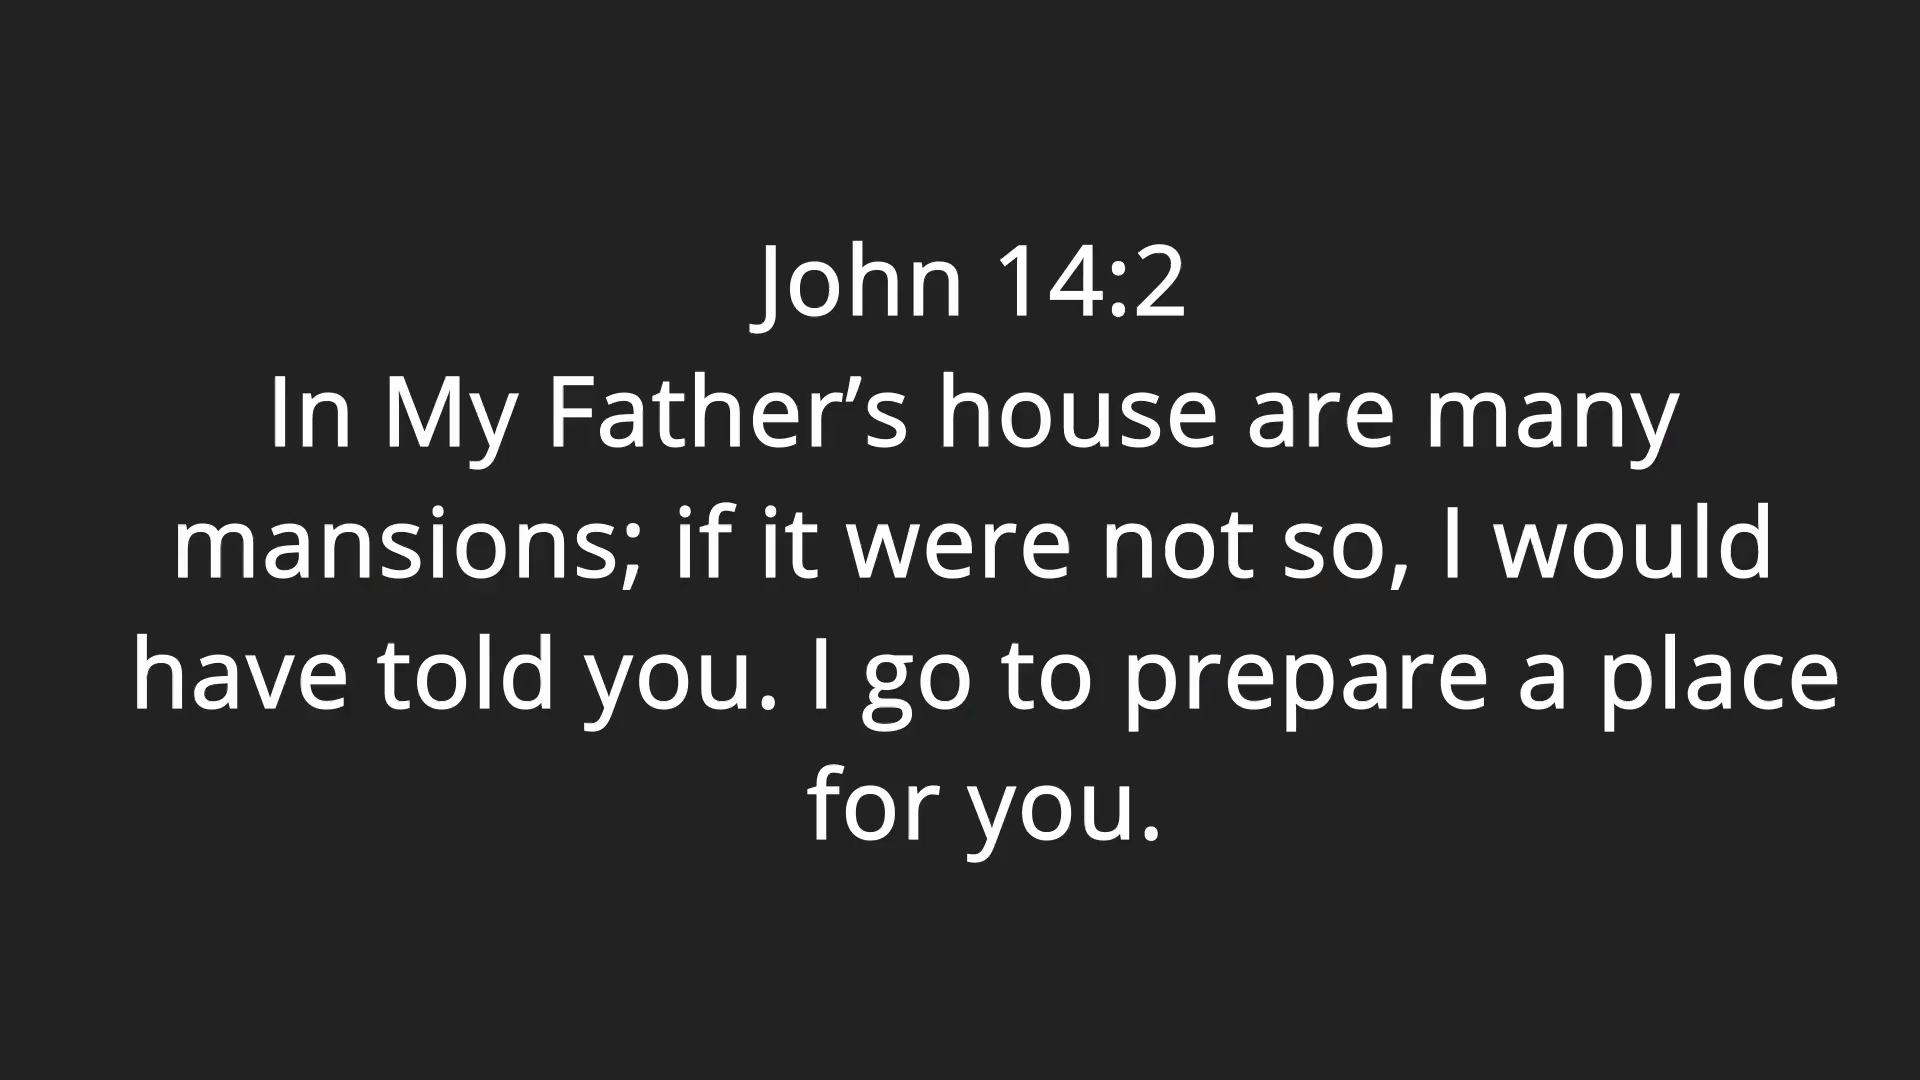 John 14:2
In My Father’s house are many
mansions; if it were not so, I would
have told you. I go to prepare a place
for you.